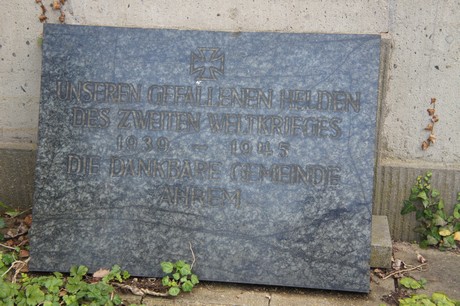 UNSEREN GEFALLENEN HELDEN
DES ZWEITEN WELTKRIEGES
1939 – 1945
DIE DANKBARE GEMEINDE
AHREM